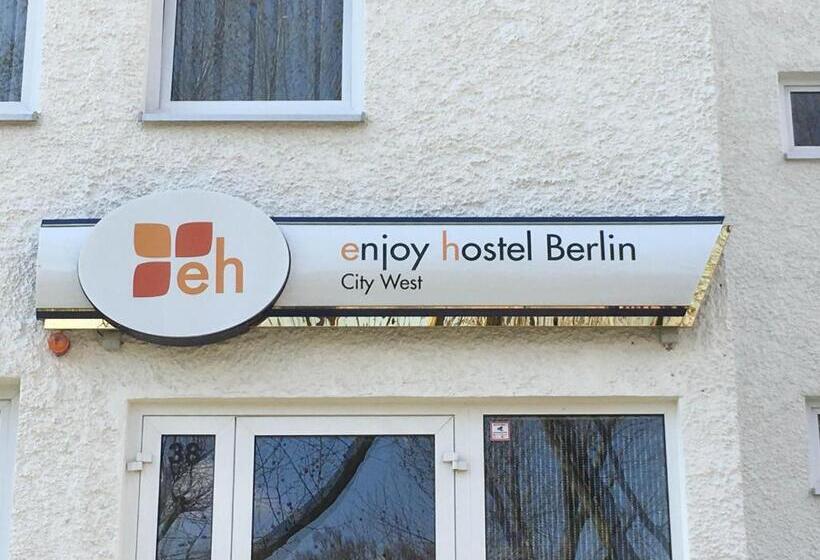 eh
enjoy hostel Berlin
City West
38